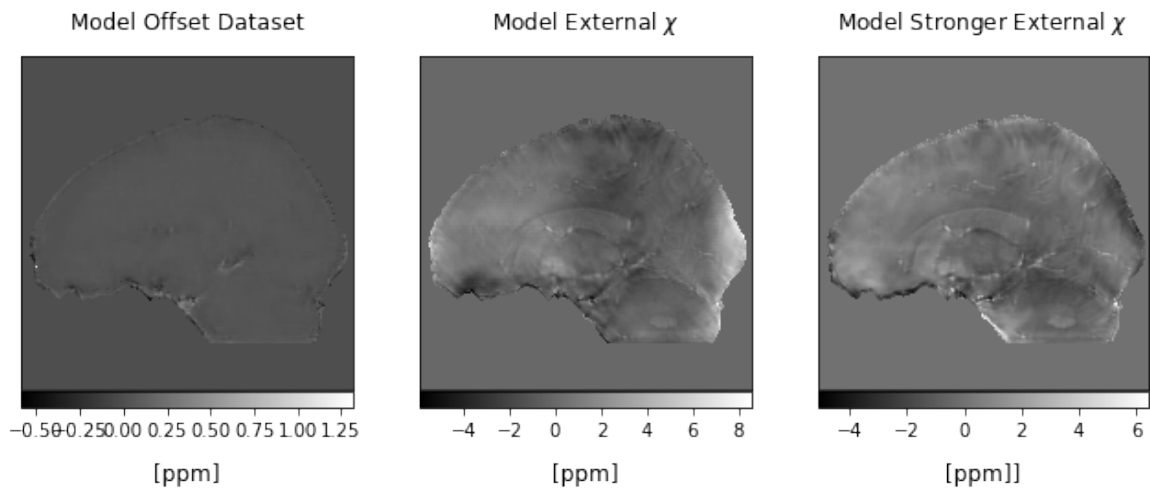 Model Offset Dataset
Model External χ
Model Stronger External χ
−0.50 −0.25 0.00 0.25 0.50 0.75 1.00 1.25
−4 −2 0 2 4 6 8
−4 −2 0 2 4 6
[ppm]
[ppm]
[ppm]]